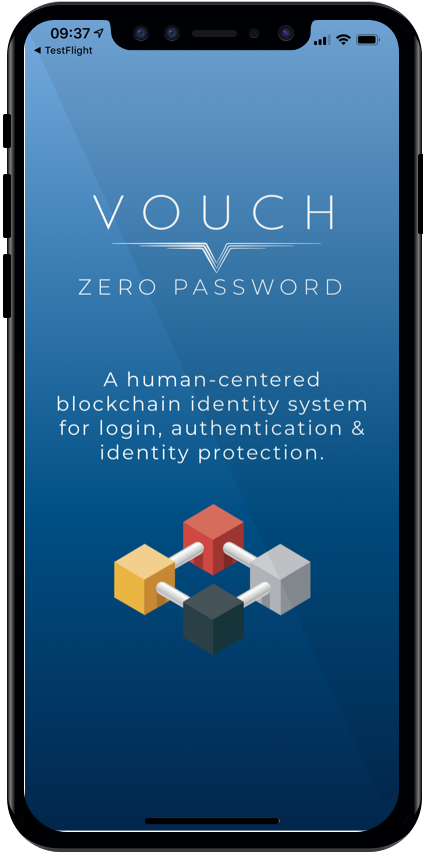 09:37
◀ TestFlight
VOUCH
ZERO PASSWORD
A human-centered
blockchain identity system
for login, authentication &
identity protection.